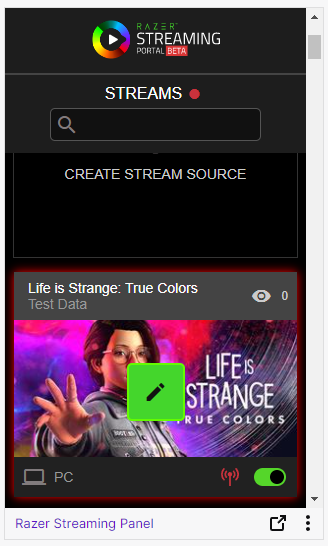 RAZER
STREAMING
PORTAL BETA
STREAMS
CREATE STREAM SOURCE
Life is Strange: True Colors
0
Test Data
LIFE IS
STRANGE
TRUE COLORS
PC
Razer Streaming Panel